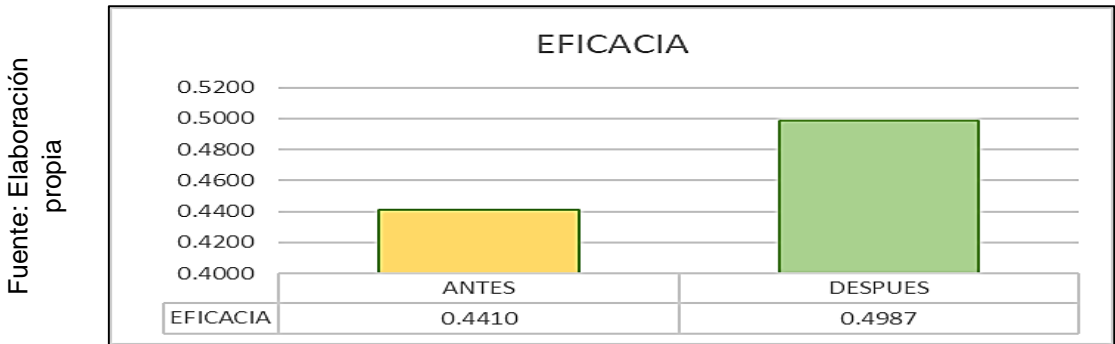 Fuente: Elaboración
propia
EFICACIA
0.5200
0.5000
0.4800
0.4600
0.4400
0.4200
0.4000
ANTES DESPUES
EFICACIA 0.4410 0.4987